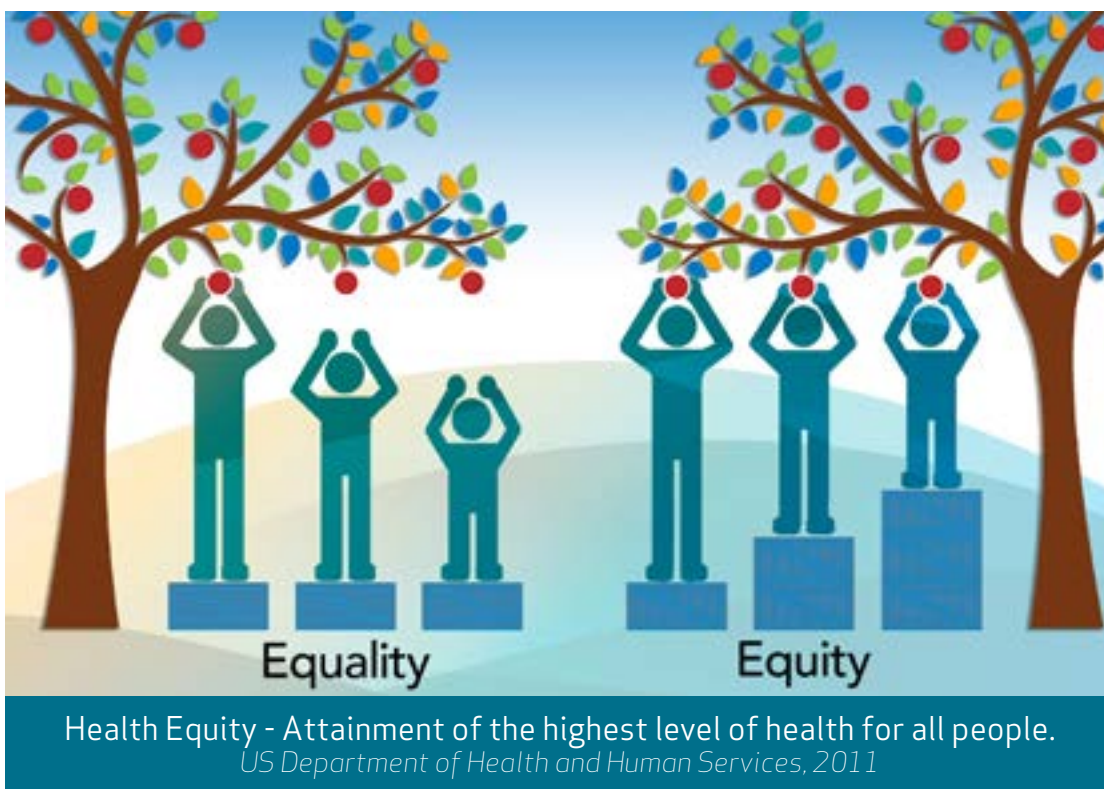 Equality
Equity
Health Equity - Attainment of the highest level of health for all people.
US Department of Health and Human Services, 2011